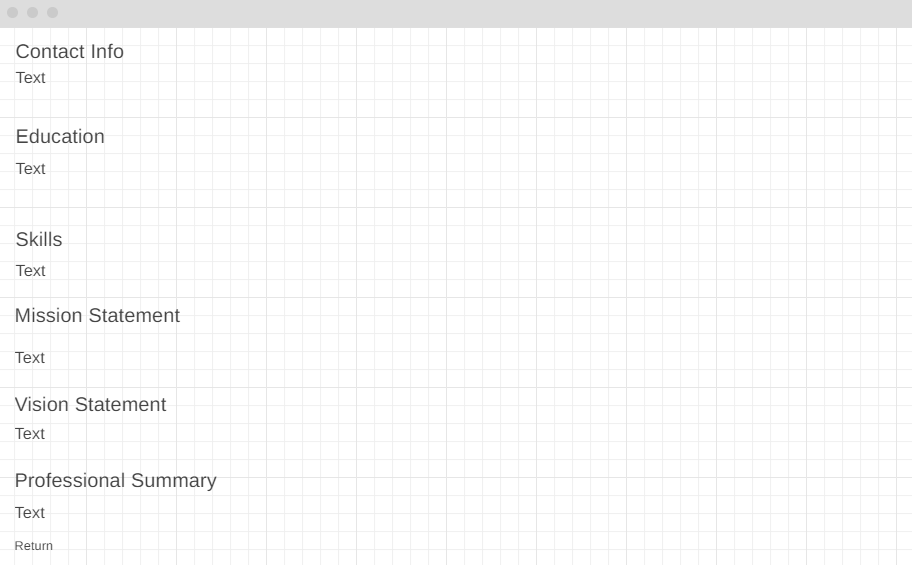 Contact Info
Text
Education
Text
Skills
Text
Mission Statement
Text
Vision Statement
Text
Professional Summary
Text
Return